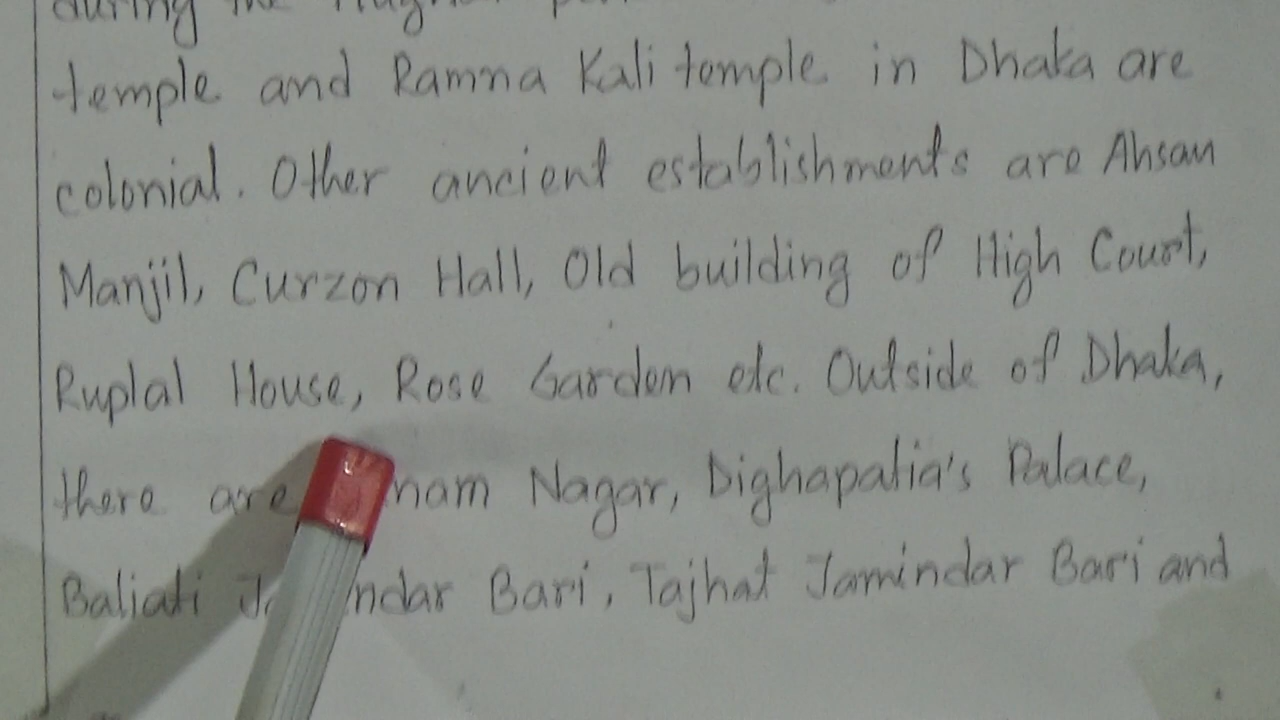 during the
temple and Ramna Kali temple in Dhaka are
colonial. Other ancient establishments are Ahsan
Manjil, Curzon Hall, Old building of High Court,
Ruplal House, Rose Garden etc. Outside of Dhaka,
there are Nagar, Dighapatia's Palace,
Baliati Bari, Tajhat Jamindar Bari and